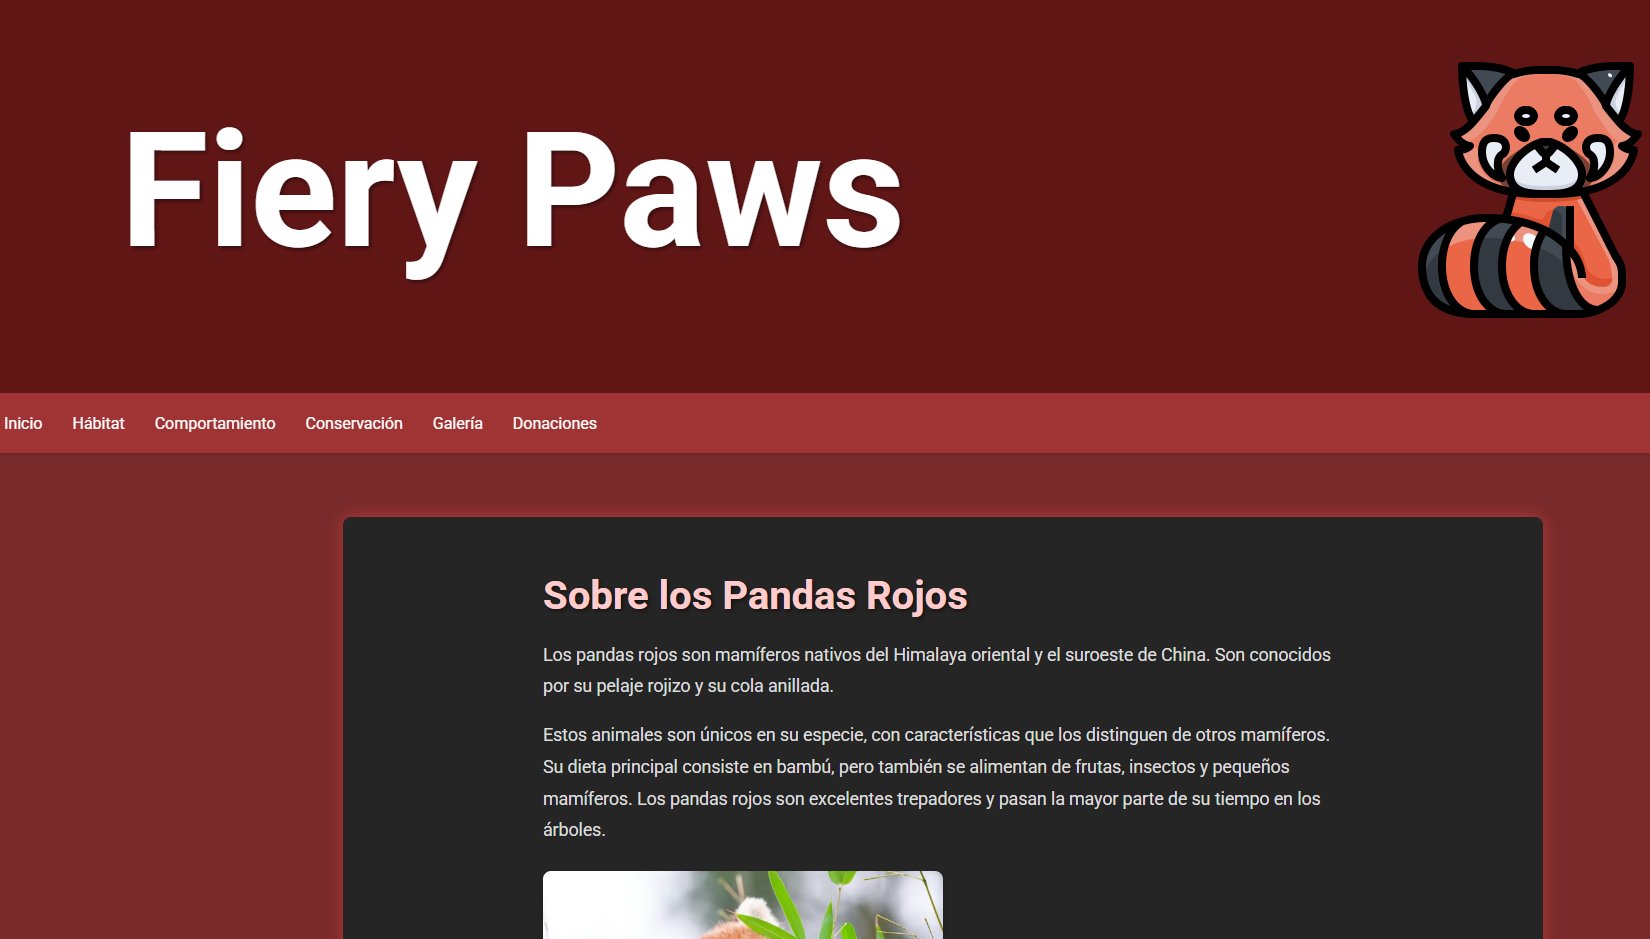 Fiery Paws
Inicio Hábitat Comportamiento Conservación Galería Donaciones
Sobre los Pandas Rojos
Los pandas rojos son mamíferos nativos del Himalaya oriental y el suroeste de China. Son conocidos
por su pelaje rojizo y su cola anillada.
Estos animales son únicos en su especie, con características que los distinguen de otros mamíferos.
Su dieta principal consiste en bambú, pero también se alimentan de frutas, insectos y pequeños
mamíferos. Los pandas rojos son excelentes trepadores y pasan la mayor parte de su tiempo en los
árboles.